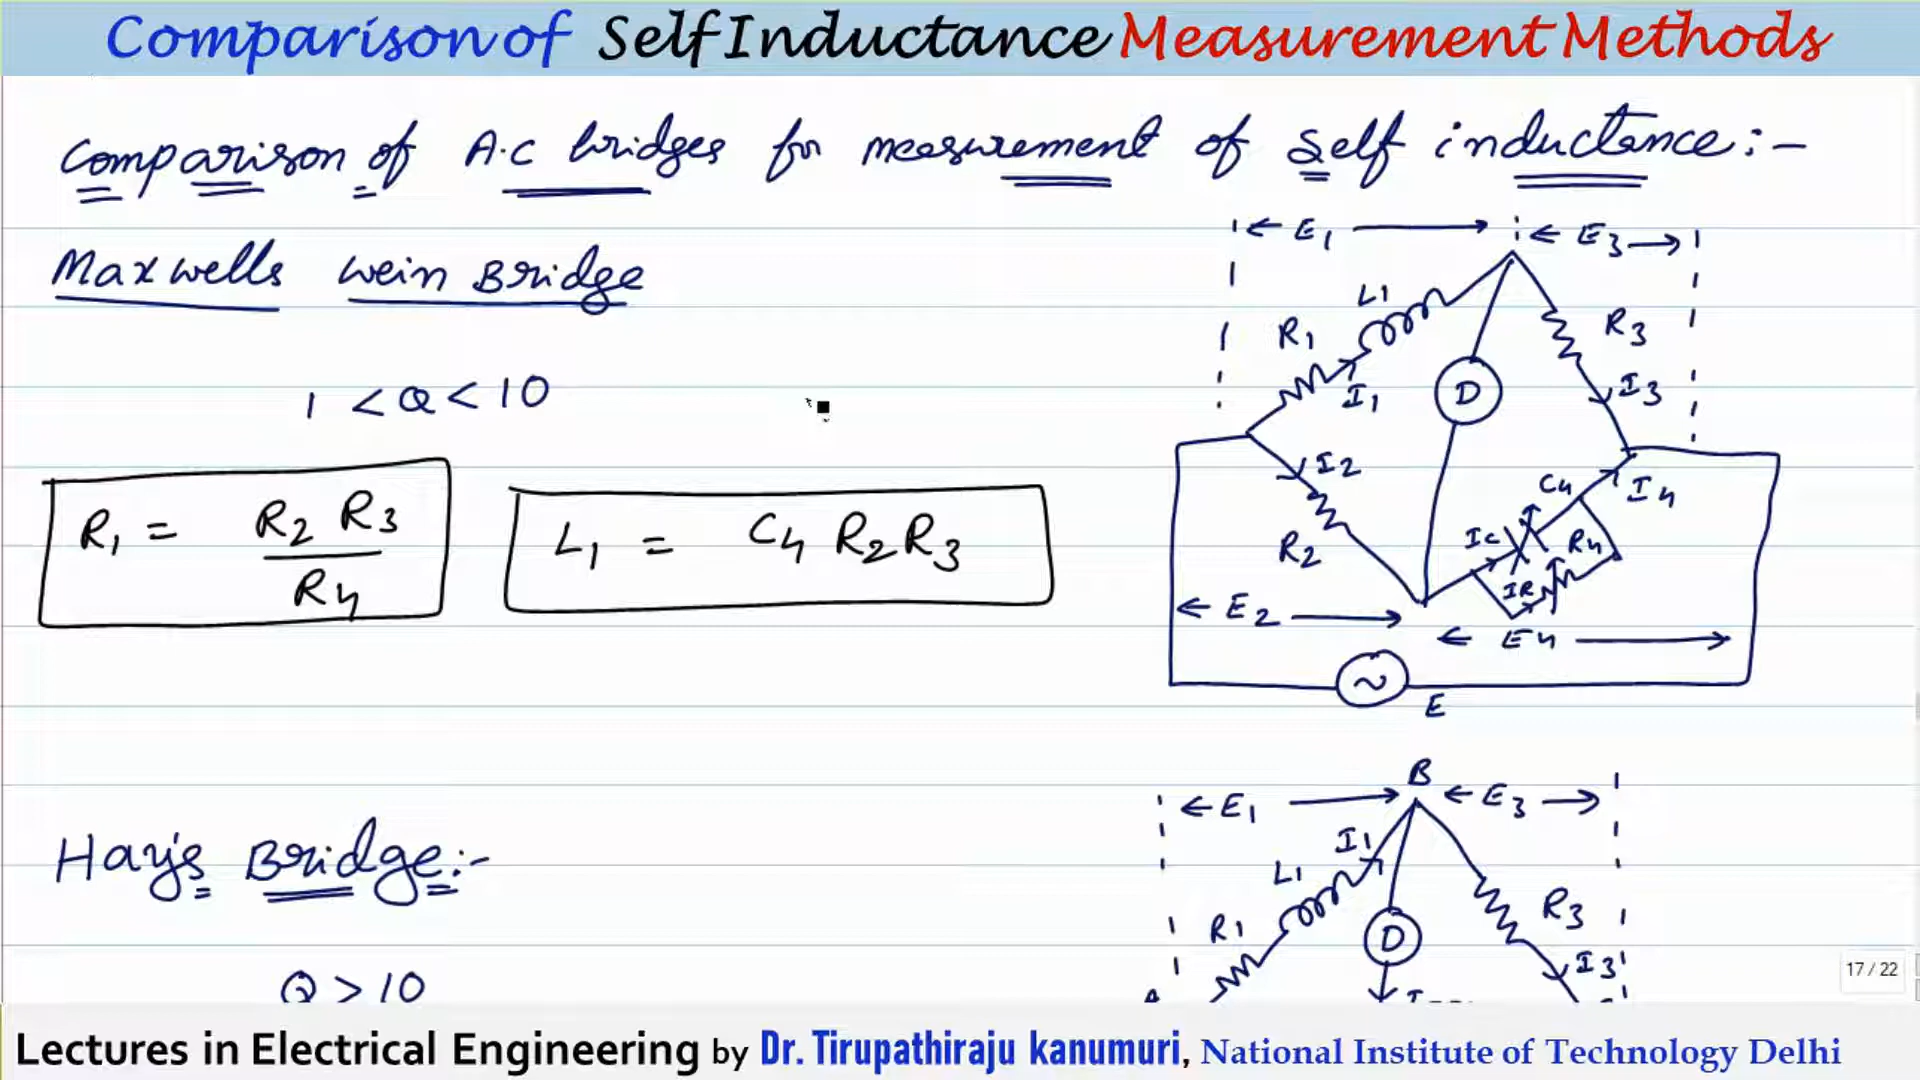 Comparison of Self Inductance Measurement Methods
Comparison of A.C bridges for measurement of Self inductance:-
Maxwells Wein Bridge
1 < Q < 10
R1 = R2 R3 / R4
L1 = C4 R2 R3
E1
E3
L1
R1
R3
I1
D
I3
I2
C4
I4
IC
R4
R2
IR
E2
E4
E
Hay's Bridge:-
Q > 10
B
E1
E3
I1
L1
R1
R3
D
I3
17 / 22
Lectures in Electrical Engineering by Dr. Tirupathiraju kanumuri, National Institute of Technology Delhi